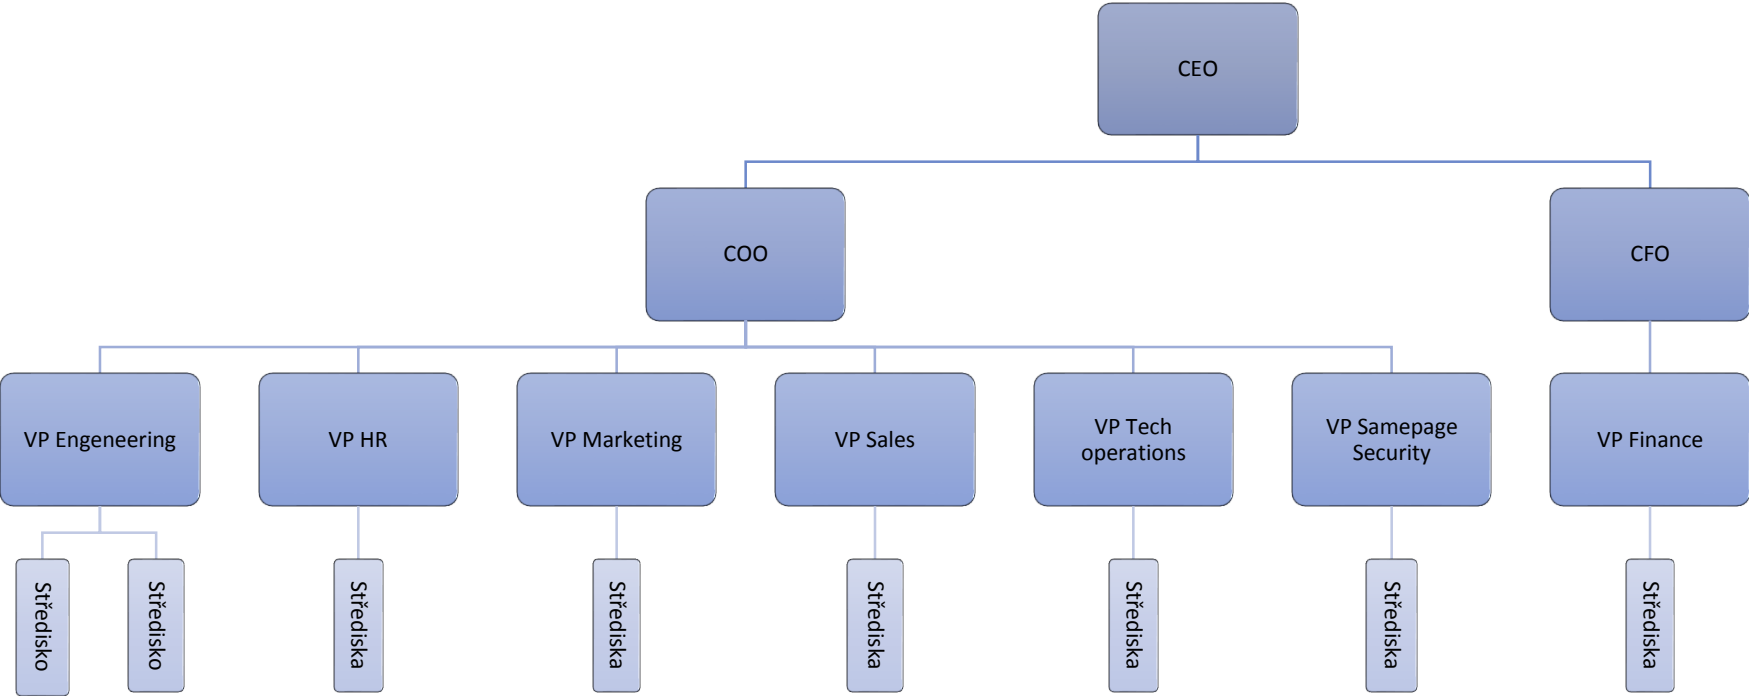 CEO
COO
CFO
VP Engeneering
VP HR
VP Marketing
VP Sales
VP Tech
operations
VP Samepage
Security
VP Finance
Středisko
Středisko
Střediska
Střediska
Střediska
Střediska
Střediska
Střediska